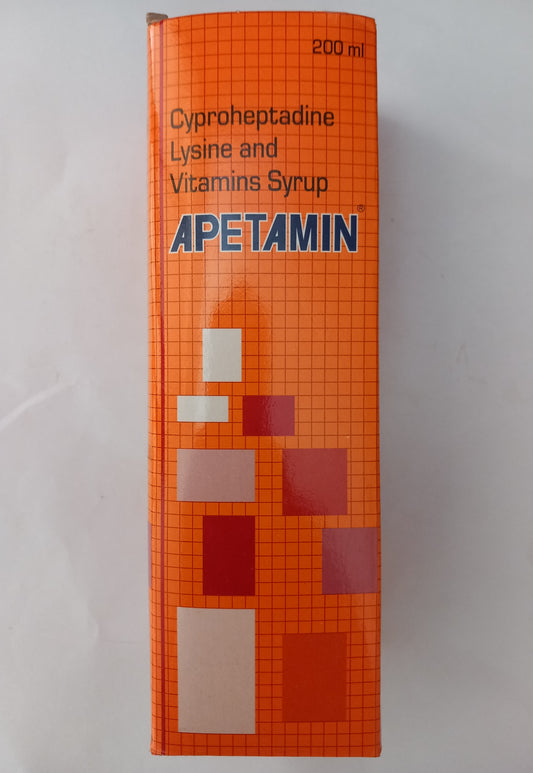 200 ml
Cyproheptadine
Lysine and
Vitamins Syrup
APETAMIN®